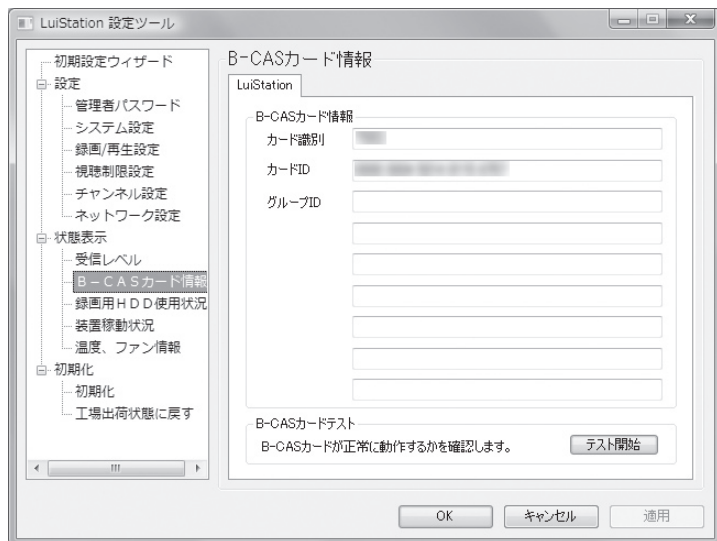 LuiStation 設定ツール
初期設定ウィザード
設定
管理者パスワード
システム設定
録画/再生設定
視聴制限設定
チャンネル設定
ネットワーク設定
状態表示
受信レベル
B-CASカード情報
録画用HDD使用状況
装置稼動状況
温度、ファン情報
初期化
初期化
工場出荷状態に戻す
B-CASカード情報
LuiStation
B-CASカード情報
カード識別
カードID
グループID
B-CASカードテスト
B-CASカードが正常に動作するかを確認します。
テスト開始
OK
キャンセル
適用